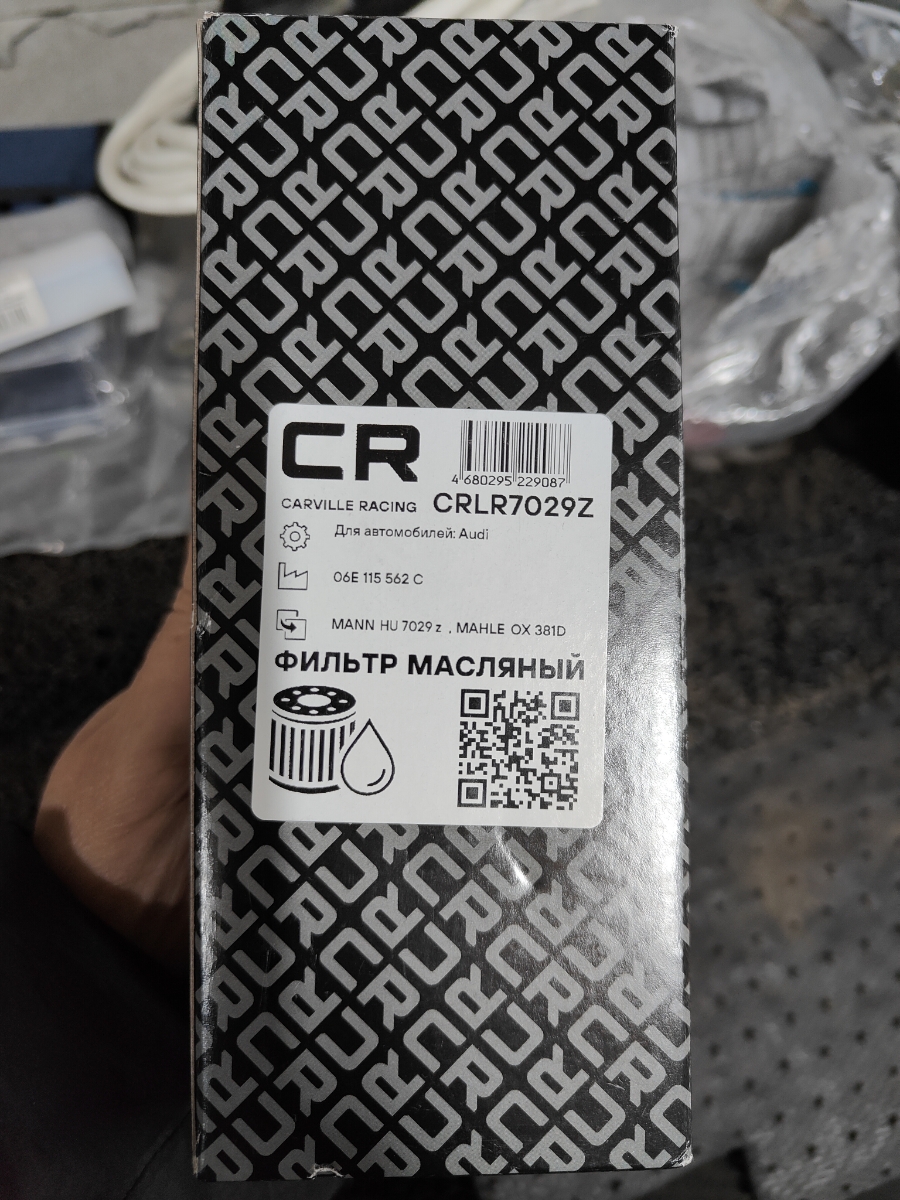 CR
4 680295 229087
CARVILLE RACING CRLR7029Z
Для автомобилей: Audi
06E 115 562 C
MANN HU 7029 z , MAHLE OX 381D
ФИЛЬТР МАСЛЯНЫЙ